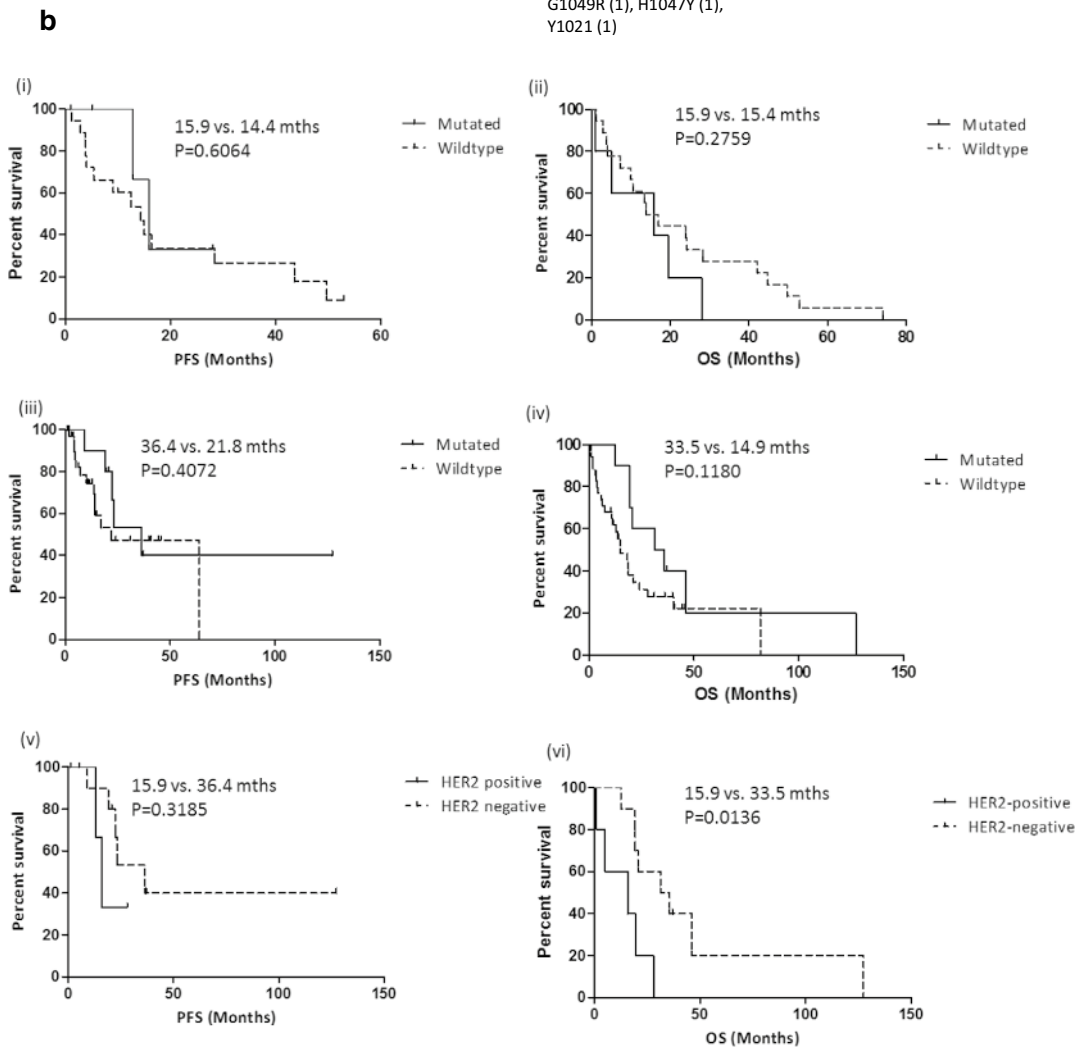 G1049R (1), H1047Y (1),
Y1021 (1)
b
(i)
15.9 vs. 14.4 mths
P=0.6064
Mutated
Wildtype
Percent survival
100
80
60
40
20
0
0 20 40 60
PFS (Months)
(ii)
15.9 vs. 15.4 mths
P=0.2759
Mutated
Wildtype
Percent survival
100
80
60
40
20
0
0 20 40 60 80
OS (Months)
(iii)
36.4 vs. 21.8 mths
P=0.4072
Mutated
Wildtype
Percent survival
100
80
60
40
20
0
0 50 100 150
PFS (Months)
(iv)
33.5 vs. 14.9 mths
P=0.1180
Mutated
Wildtype
Percent survival
100
80
60
40
20
0
0 50 100 150
OS (Months)
(v)
15.9 vs. 36.4 mths
P=0.3185
HER2 positive
HER2 negative
Percent survival
100
80
60
40
20
0
0 50 100 150
PFS (Months)
(vi)
15.9 vs. 33.5 mths
P=0.0136
HER2-positive
HER2-negative
Percent survival
100
80
60
40
20
0
0 50 100 150
OS (Months)